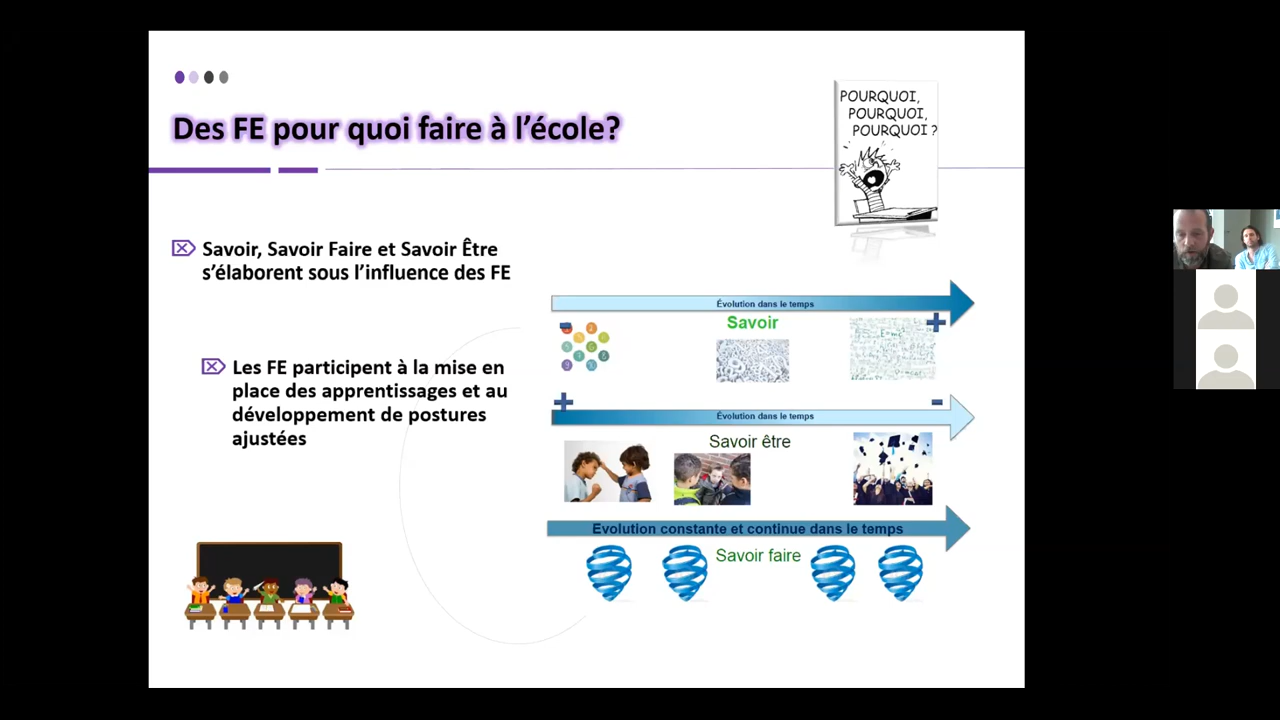 Des FE pour quoi faire à l'école?
POURQUOI,
POURQUOI,
POURQUOI ?
Savoir, Savoir Faire et Savoir Être
s'élaborent sous l'influence des FE
Les FE participent à la mise en
place des apprentissages et au
développement de postures
ajustées
Évolution dans le temps
Savoir
Évolution dans le temps
Savoir être
Evolution constante et continue dans le temps
Savoir faire